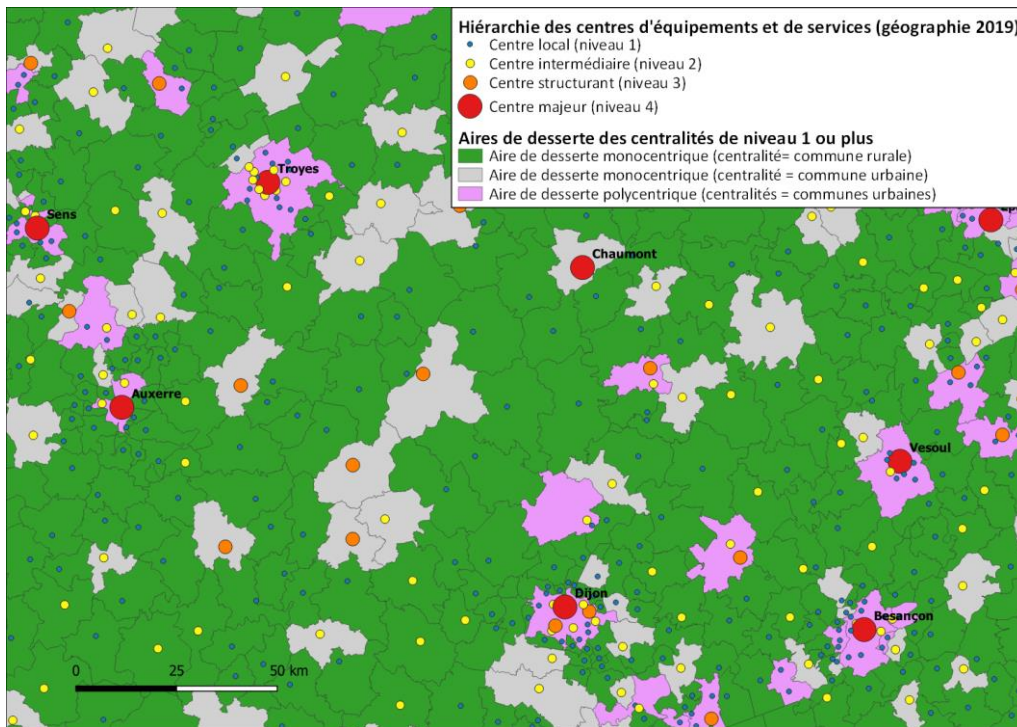 Hiérarchie des centres d'équipements et de services (géographie 2019)
Centre local (niveau 1)
Centre intermédiaire (niveau 2)
Centre structurant (niveau 3)
Centre majeur (niveau 4)
Aires de desserte des centralités de niveau 1 ou plus
Aire de desserte monocentrique (centralité= commune rurale)
Aire de desserte monocentrique (centralité = commune urbaine)
Aire de desserte polycentrique (centralités = communes urbaines)
Troyes
Sens
Chaumont
Auxerre
Vesoul
Dijon
Besançon
0 25 50 km